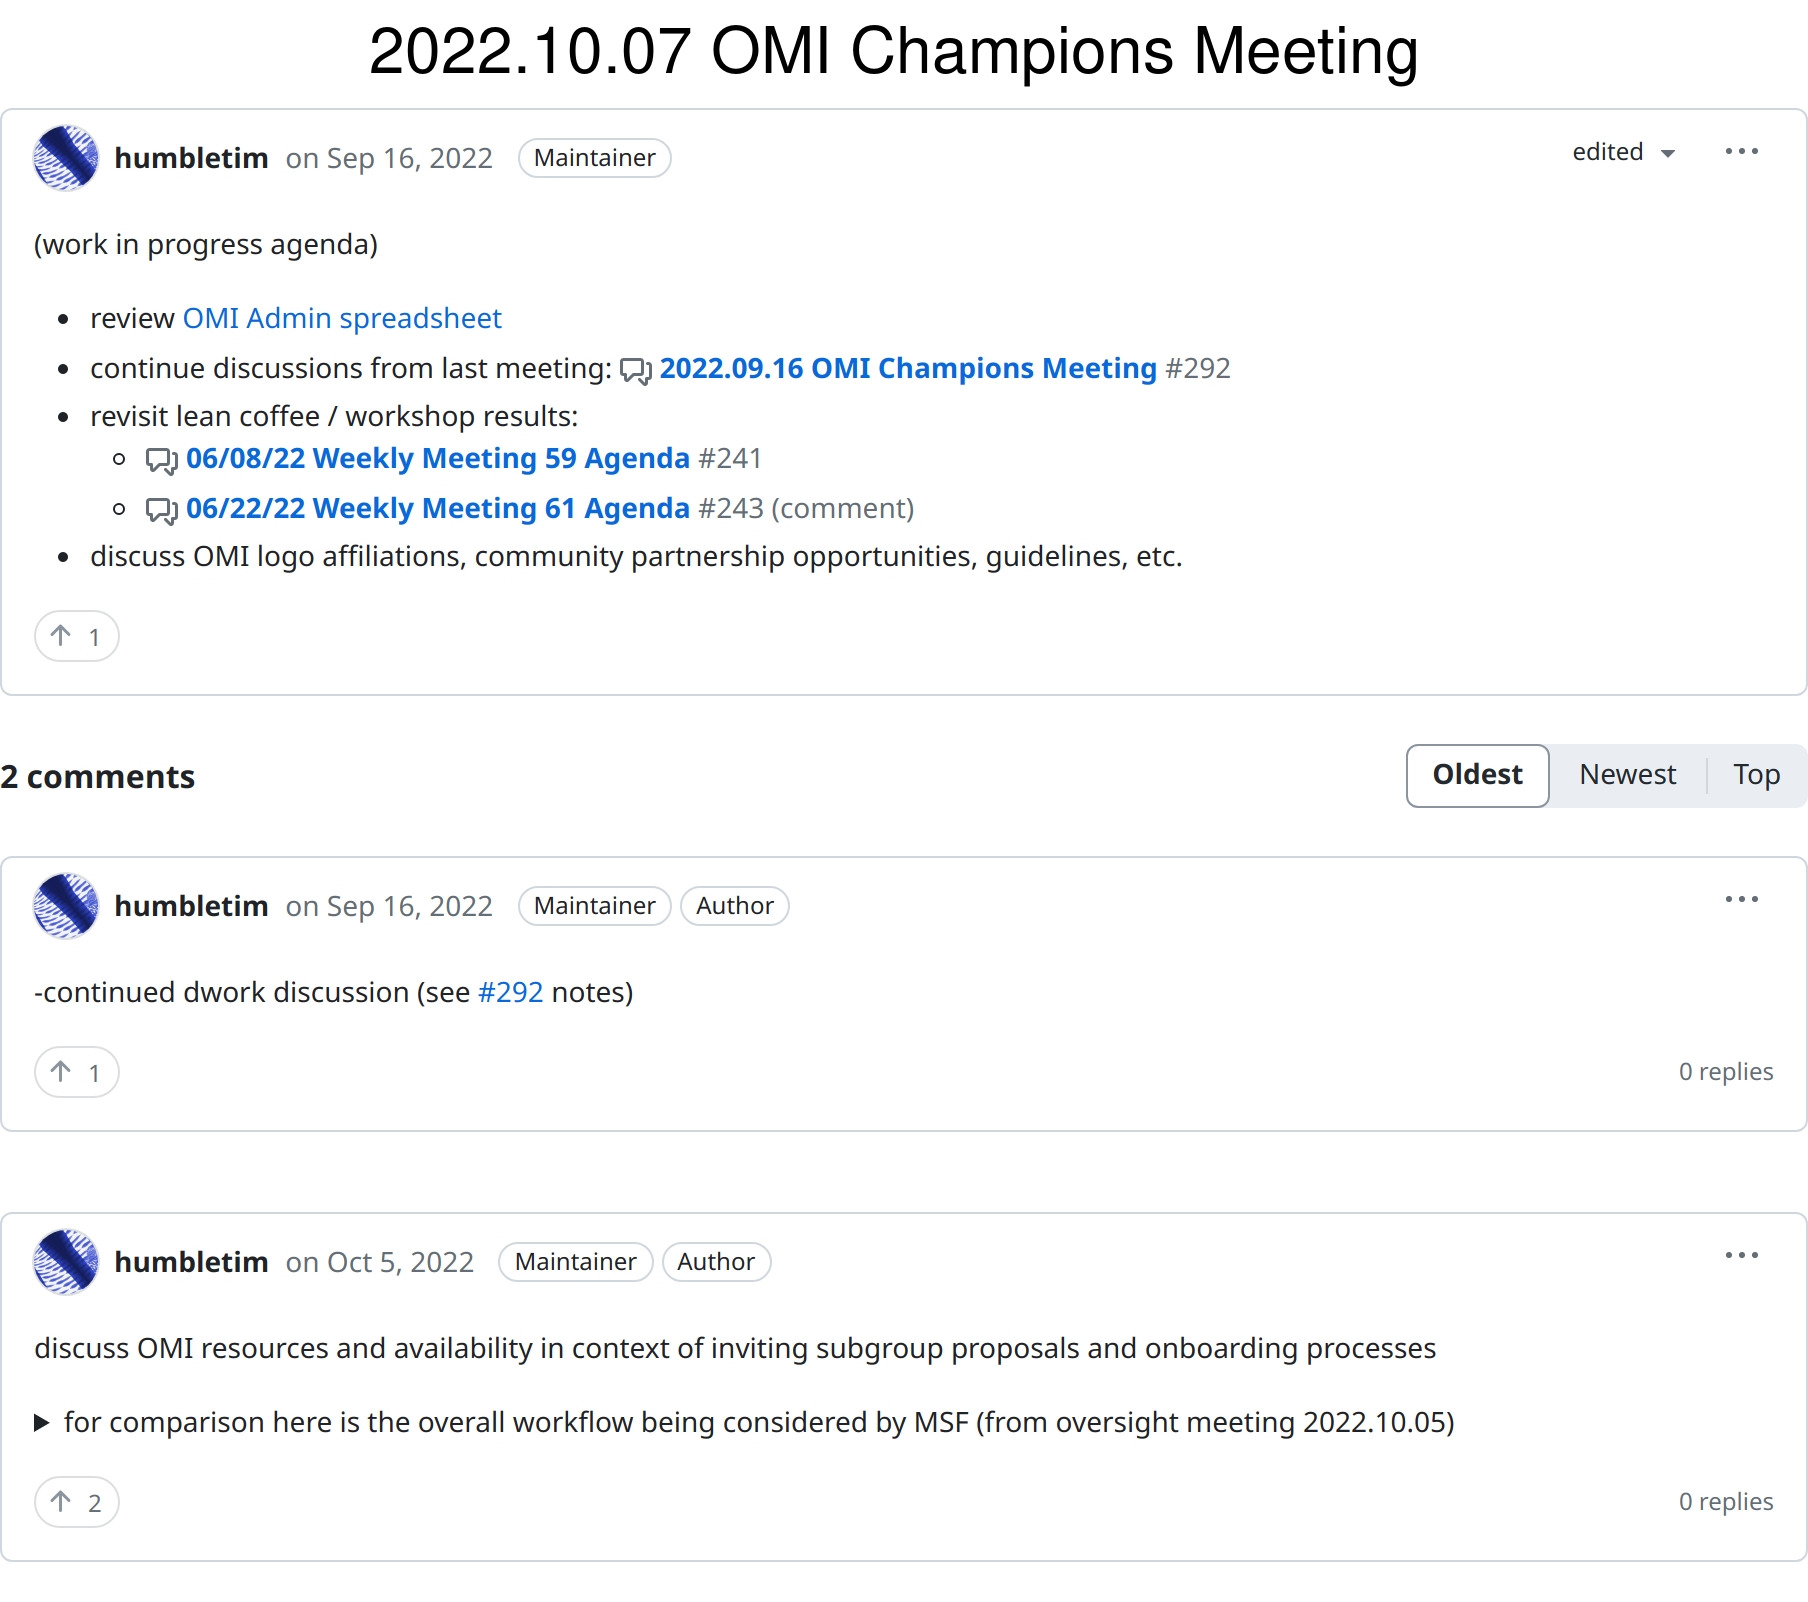 2022.10.07 OMI Champions Meeting
humbletim on Sep 16, 2022 Maintainer edited
(work in progress agenda)
• review OMI Admin spreadsheet
• continue discussions from last meeting: 2022.09.16 OMI Champions Meeting #292
• revisit lean coffee / workshop results:
◦ 06/08/22 Weekly Meeting 59 Agenda #241
◦ 06/22/22 Weekly Meeting 61 Agenda #243 (comment)
• discuss OMI logo affiliations, community partnership opportunities, guidelines, etc.
↑ 1
2 comments Oldest Newest Top
humbletim on Sep 16, 2022 Maintainer Author
-continued dwork discussion (see #292 notes)
↑ 1 0 replies
humbletim on Oct 5, 2022 Maintainer Author
discuss OMI resources and availability in context of inviting subgroup proposals and onboarding processes
▶ for comparison here is the overall workflow being considered by MSF (from oversight meeting 2022.10.05)
↑ 2 0 replies